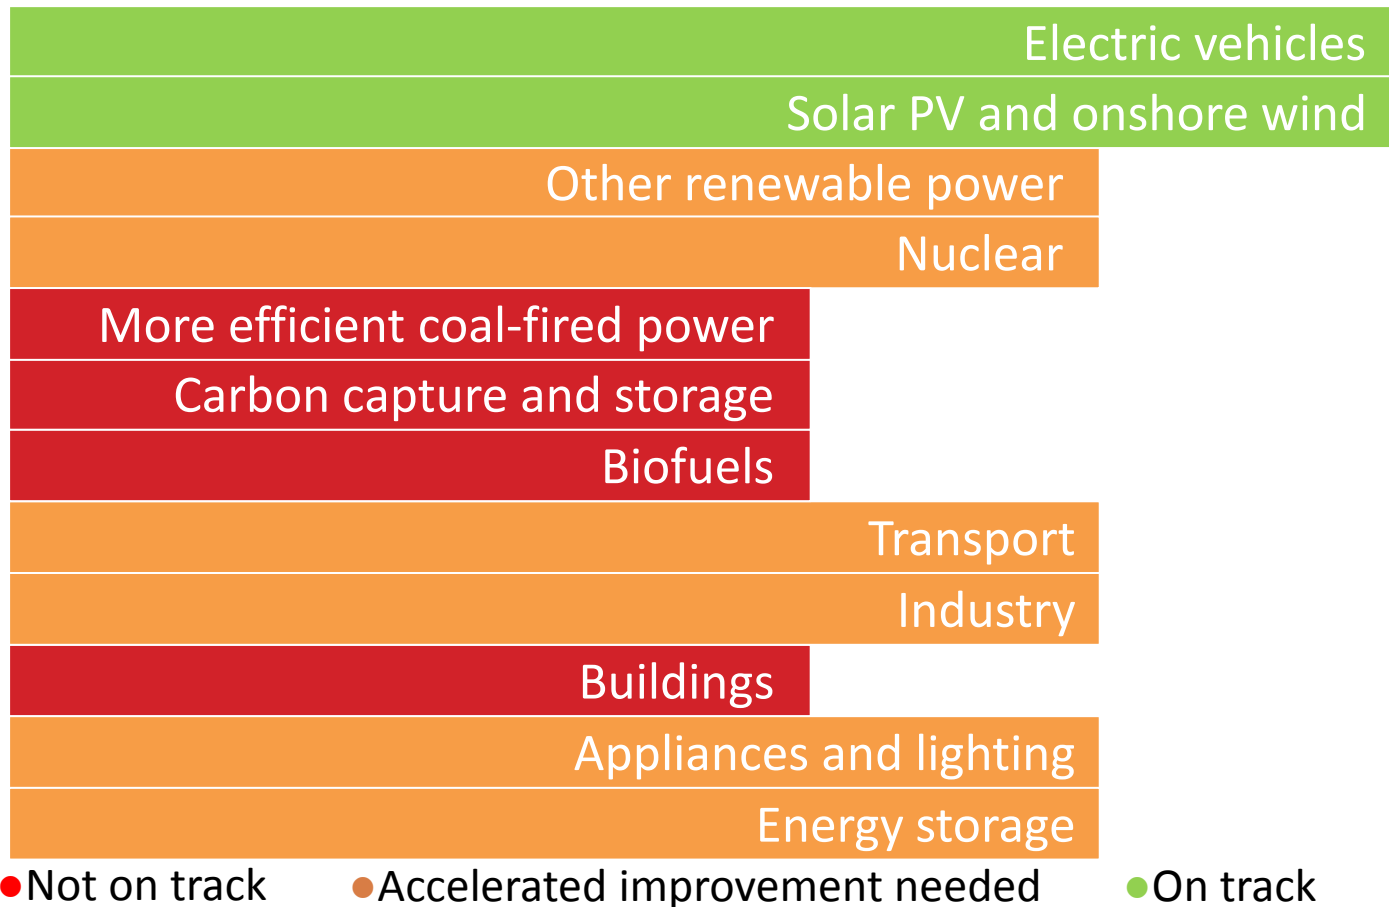 Electric vehicles
Solar PV and onshore wind
Other renewable power
Nuclear
More efficient coal-fired power
Carbon capture and storage
Biofuels
Transport
Industry
Buildings
Appliances and lighting
Energy storage
●Not on track ●Accelerated improvement needed ●On track